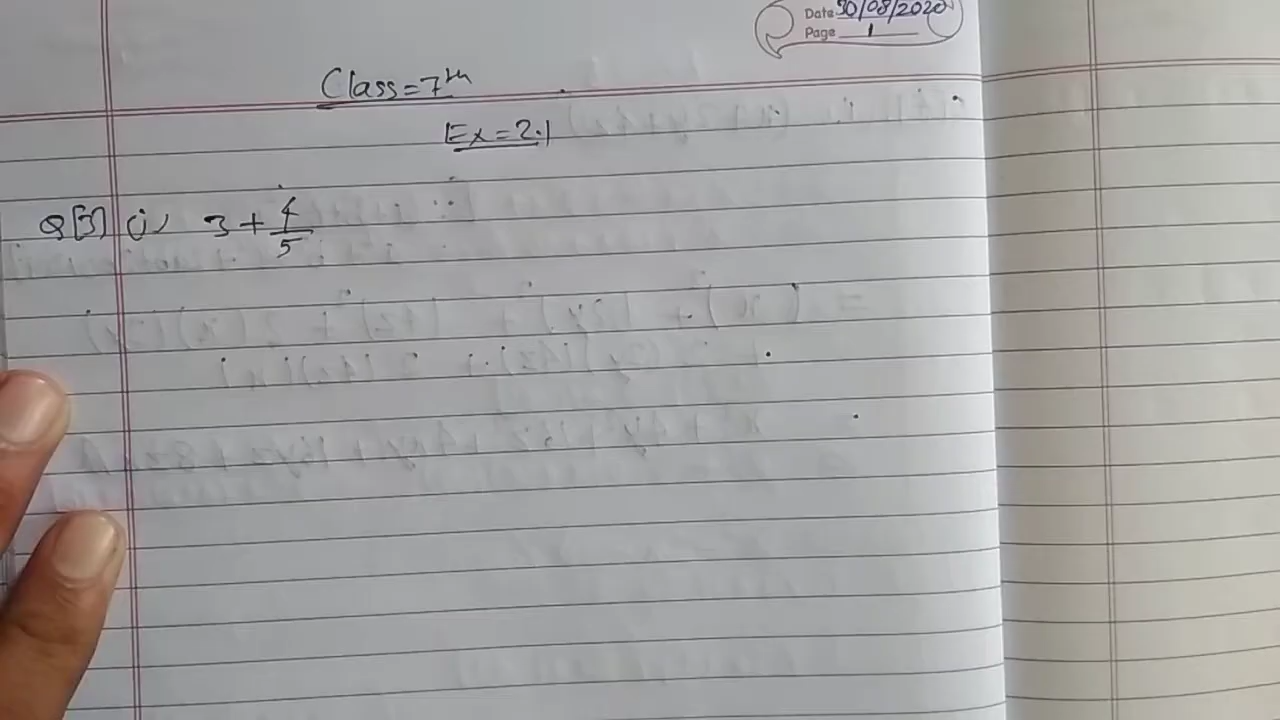 Date 30/08/2020
Page 1
Class = 7th
Ex = 2.1
Q[3] (i) 3 + 4/5